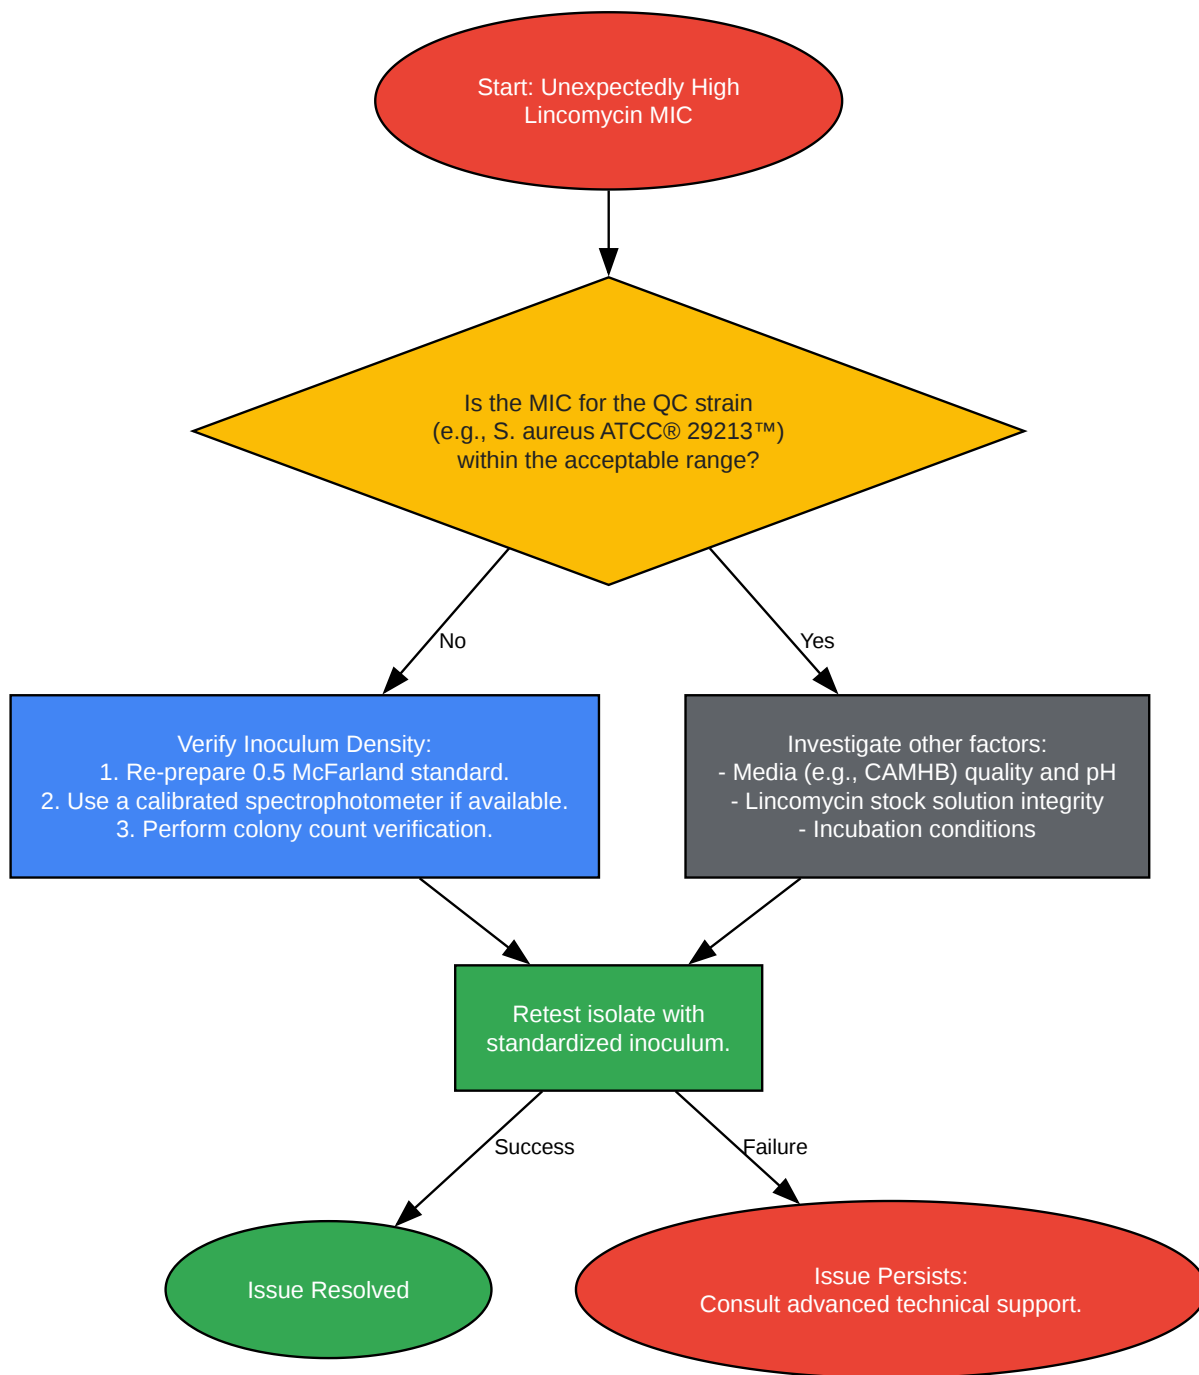 Start: Unexpectedly High
Lincomycin MIC
Is the MIC for the QC strain
(e.g., S. aureus ATCC® 29213™)
within the acceptable range?
No
Yes
Verify Inoculum Density:
1. Re-prepare 0.5 McFarland standard.
2. Use a calibrated spectrophotometer if available.
3. Perform colony count verification.
Investigate other factors:
- Media (e.g., CAMHB) quality and pH
- Lincomycin stock solution integrity
- Incubation conditions
Retest isolate with
standardized inoculum.
Success
Failure
Issue Resolved
Issue Persists:
Consult advanced technical support.